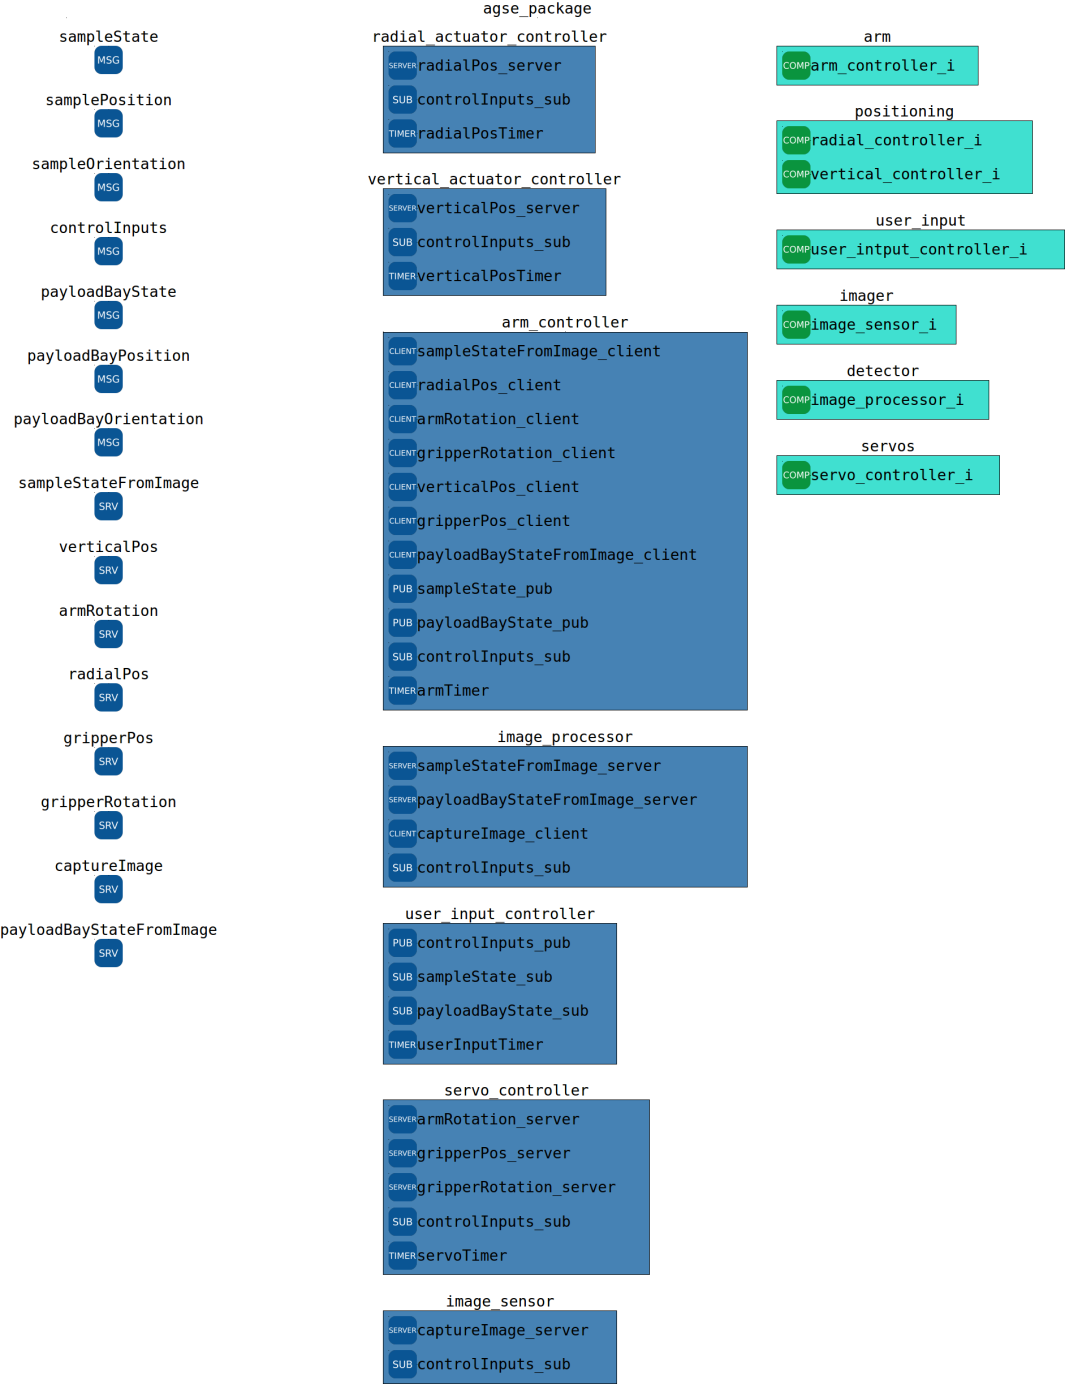 agse_package
sampleState
MSG
samplePosition
MSG
sampleOrientation
MSG
controlInputs
MSG
payloadBayState
MSG
payloadBayPosition
MSG
payloadBayOrientation
MSG
sampleStateFromImage
SRV
verticalPos
SRV
armRotation
SRV
radialPos
SRV
gripperPos
SRV
gripperRotation
SRV
captureImage
SRV
payloadBayStateFromImage
SRV
radial_actuator_controller
SERVER radialPos_server
SUB controlInputs_sub
TIMER radialPosTimer
vertical_actuator_controller
SERVER verticalPos_server
SUB controlInputs_sub
TIMER verticalPosTimer
arm_controller
CLIENT sampleStateFromImage_client
CLIENT radialPos_client
CLIENT armRotation_client
CLIENT gripperRotation_client
CLIENT verticalPos_client
CLIENT gripperPos_client
CLIENT payloadBayStateFromImage_client
PUB sampleState_pub
PUB payloadBayState_pub
SUB controlInputs_sub
TIMER armTimer
image_processor
SERVER sampleStateFromImage_server
SERVER payloadBayStateFromImage_server
CLIENT captureImage_client
SUB controlInputs_sub
user_input_controller
PUB controlInputs_pub
SUB sampleState_sub
SUB payloadBayState_sub
TIMER userInputTimer
servo_controller
SERVER armRotation_server
SERVER gripperPos_server
SERVER gripperRotation_server
SUB controlInputs_sub
TIMER servoTimer
image_sensor
SERVER captureImage_server
SUB controlInputs_sub
arm
COMP arm_controller_i
positioning
COMP radial_controller_i
COMP vertical_controller_i
user_input
COMP user_intput_controller_i
imager
COMP image_sensor_i
detector
COMP image_processor_i
servos
COMP servo_controller_i